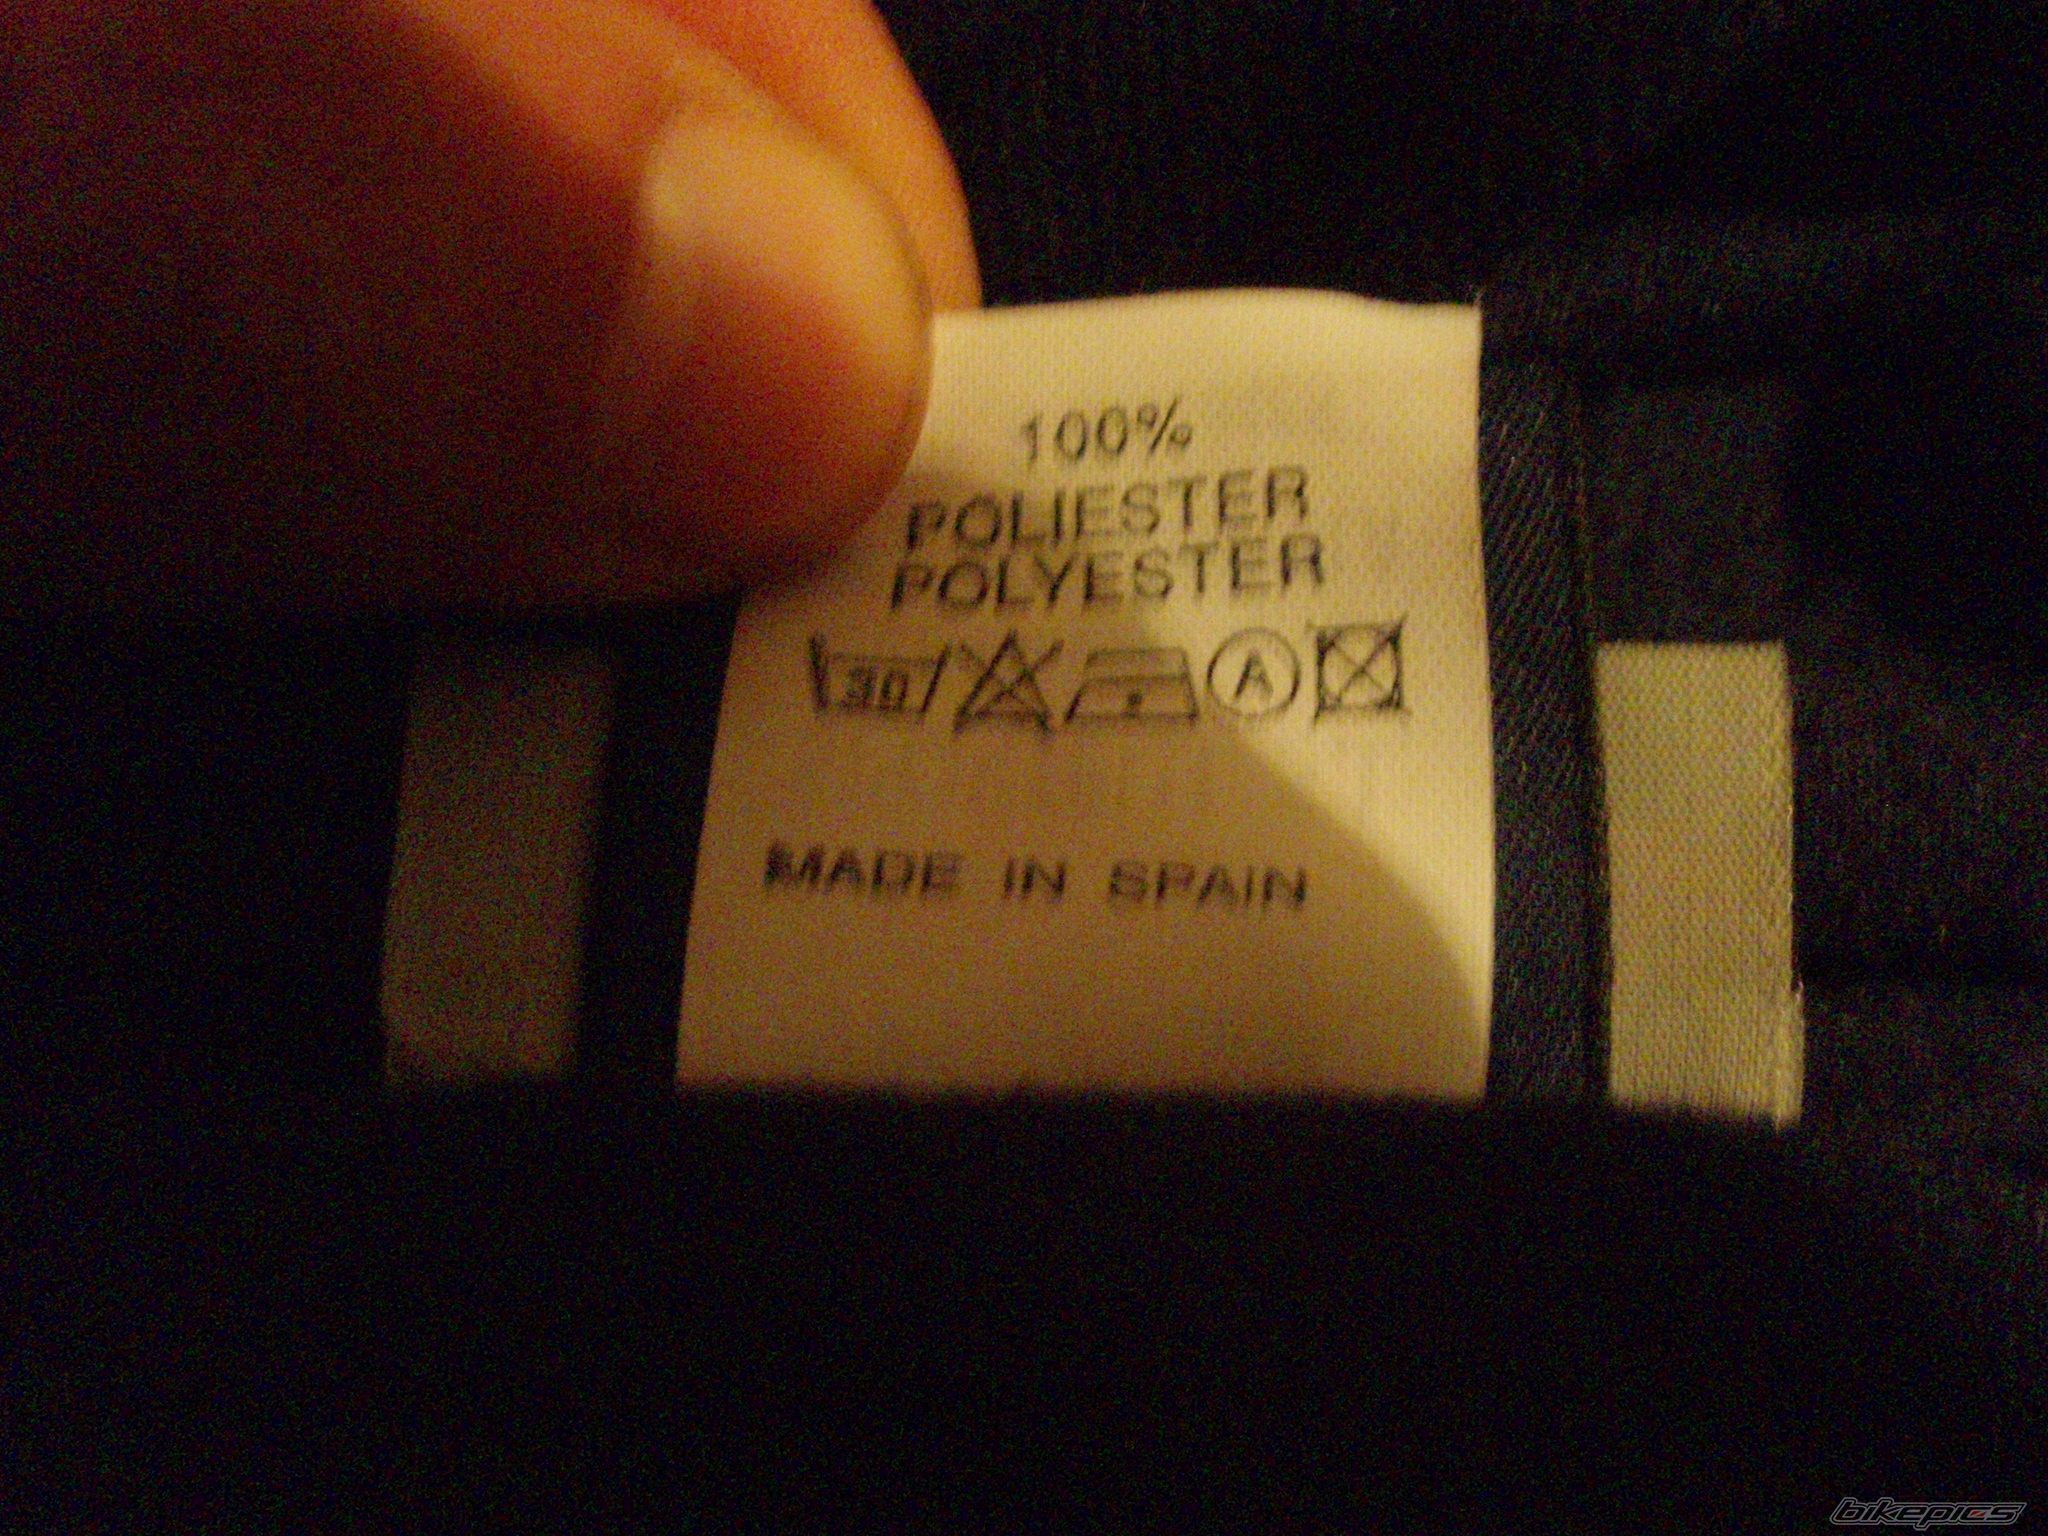 100%
POLIESTER
POLYESTER
30 A
MADE IN SPAIN
bikepics